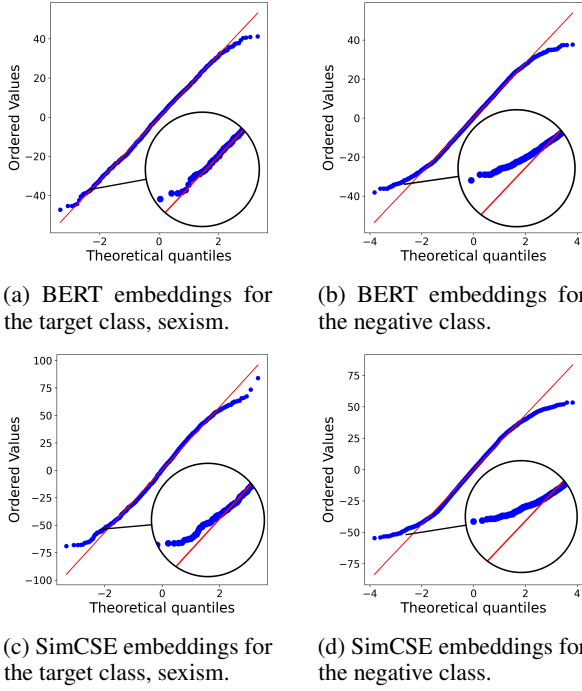 40
20
0
−20
−40
−2
0
2
Ordered Values
Theoretical quantiles
40
20
0
−20
−40
−4
−2
0
2
4
Ordered Values
Theoretical quantiles
(a) BERT embeddings for
the target class, sexism.
(b) BERT embeddings for
the negative class.
100
75
50
25
0
−25
−50
−75
−100
−2
0
2
Ordered Values
Theoretical quantiles
75
50
25
0
−25
−50
−75
−4
−2
0
2
4
Ordered Values
Theoretical quantiles
(c) SimCSE embeddings for
the target class, sexism.
(d) SimCSE embeddings for
the negative class.